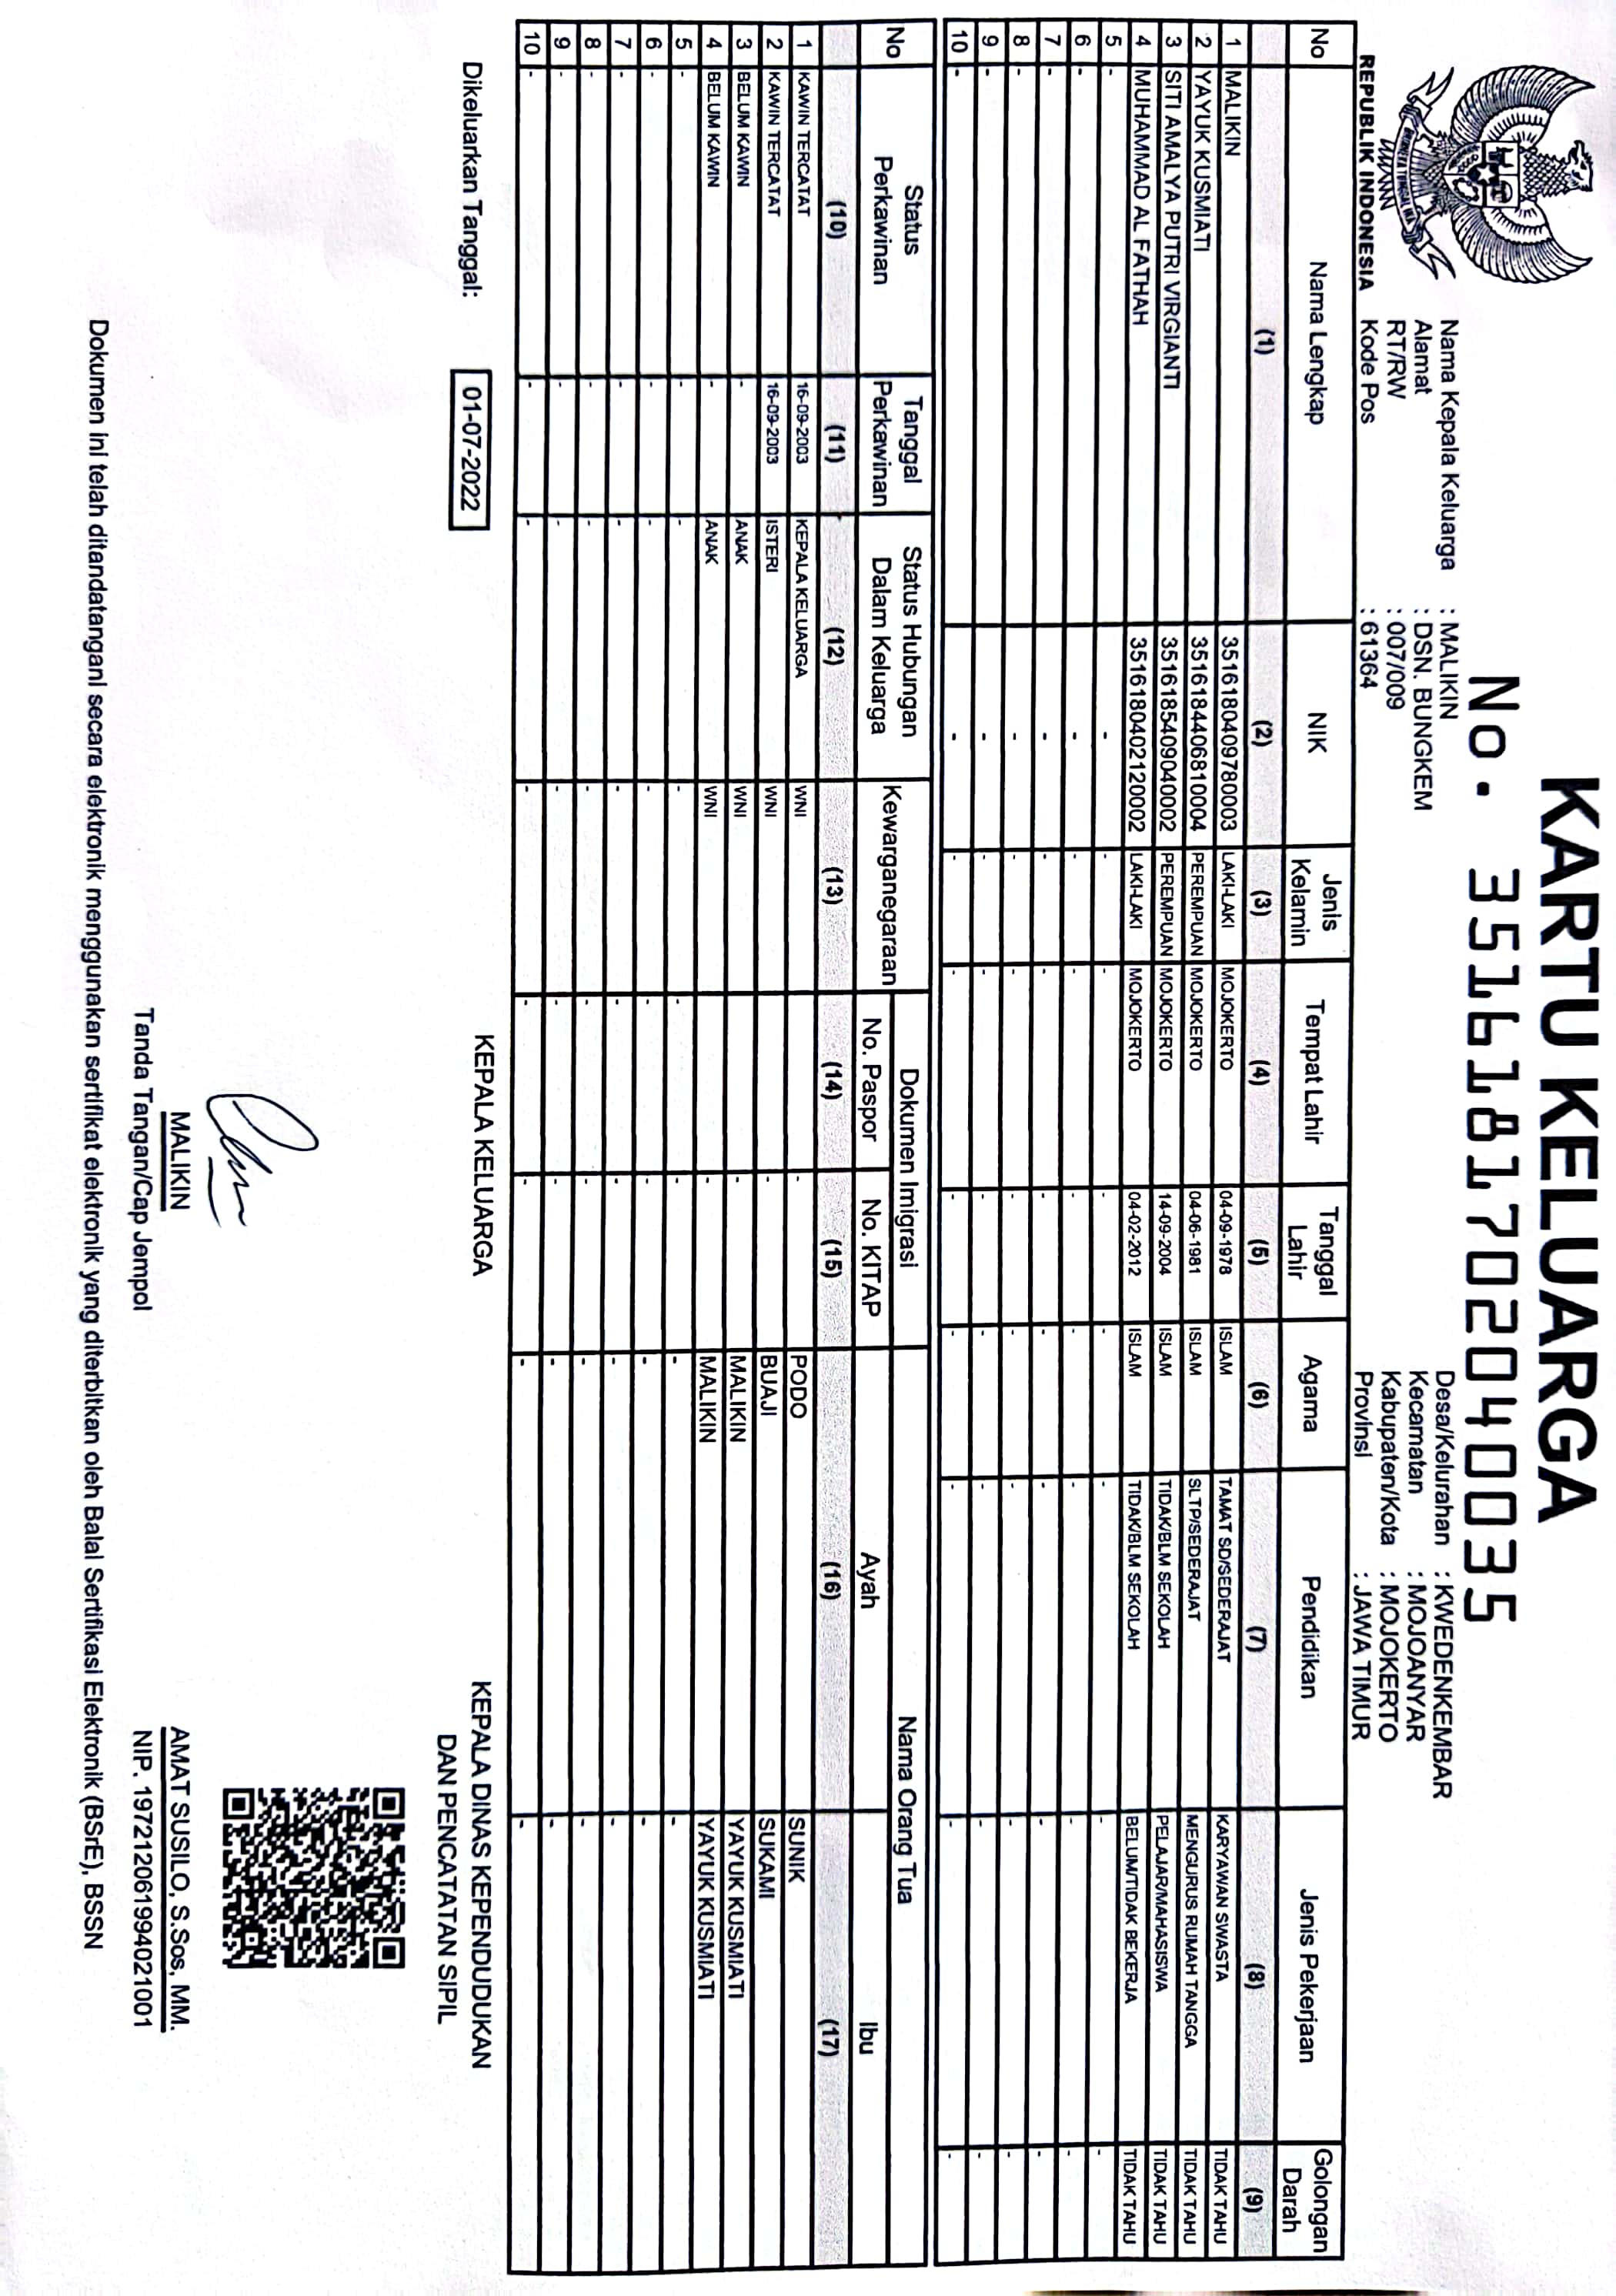 KARTU KELUARGA
No. 3516181702040035
BHINNEKA TUNGGAL IKA
REPUBLIK INDONESIA
Nama Kepala Keluarga : MALIKIN
Alamat : DSN. BUNGKEM
RT/RW : 007/009
Kode Pos : 61364
Desa/Kelurahan : KWEDENKEMBAR
Kecamatan : MOJOANYAR
Kabupaten/Kota : MOJOKERTO
Provinsi : JAWA TIMUR
No Nama Lengkap NIK Jenis Kelamin Tempat Lahir Tanggal Lahir Agama Pendidikan Jenis Pekerjaan Golongan Darah
(1) (2) (3) (4) (5) (6) (7) (8) (9)
1 MALIKIN 3516180409780003 LAKI-LAKI MOJOKERTO 04-09-1978 ISLAM TAMAT SD/SEDERAJAT KARYAWAN SWASTA TIDAK TAHU
2 YAYUK KUSMIATI 3516184406810004 PEREMPUAN MOJOKERTO 04-06-1981 ISLAM SLTP/SEDERAJAT MENGURUS RUMAH TANGGA TIDAK TAHU
3 SITI AMALYA PUTRI VIRGIANTI 3516185409040002 PEREMPUAN MOJOKERTO 14-09-2004 ISLAM TIDAK/BLM SEKOLAH PELAJAR/MAHASISWA TIDAK TAHU
4 MUHAMMAD AL FATHAH 3516180402120002 LAKI-LAKI MOJOKERTO 04-02-2012 ISLAM TIDAK/BLM SEKOLAH BELUM/TIDAK BEKERJA TIDAK TAHU
5 - - - - - - - - -
6 - - - - - - - - -
7 - - - - - - - - -
8 - - - - - - - - -
9 - - - - - - - - -
10 - - - - - - - - -
No Status Perkawinan Tanggal Perkawinan Status Hubungan Dalam Keluarga Kewarganegaraan Dokumen Imigrasi Nama Orang Tua
No. Paspor No. KITAP Ayah Ibu
(10) (11) (12) (13) (14) (15) (16) (17)
1 KAWIN TERCATAT 16-09-2003 KEPALA KELUARGA WNI - PODO SUNIK
2 KAWIN TERCATAT 16-09-2003 ISTERI WNI - BUAJI SUKAMI
3 BELUM KAWIN - ANAK WNI - MALIKIN YAYUK KUSMIATI
4 BELUM KAWIN - ANAK WNI - MALIKIN YAYUK KUSMIATI
5 - - - - - - - -
6 - - - - - - - -
7 - - - - - - - -
8 - - - - - - - -
9 - - - - - - - -
10 - - - - - - - -
Dikeluarkan Tanggal: 01-07-2022
KEPALA KELUARGA
KEPALA DINAS KEPENDUDUKAN
DAN PENCATATAN SIPIL
MALIKIN
Tanda Tangan/Cap Jempol
AMAT SUSILO, S.Sos, MM.
NIP. 197212061994021001
Dokumen ini telah ditandatangani secara elektronik menggunakan sertifikat elektronik yang diterbitkan oleh Balai Sertifikasi Elektronik (BSrE), BSSN